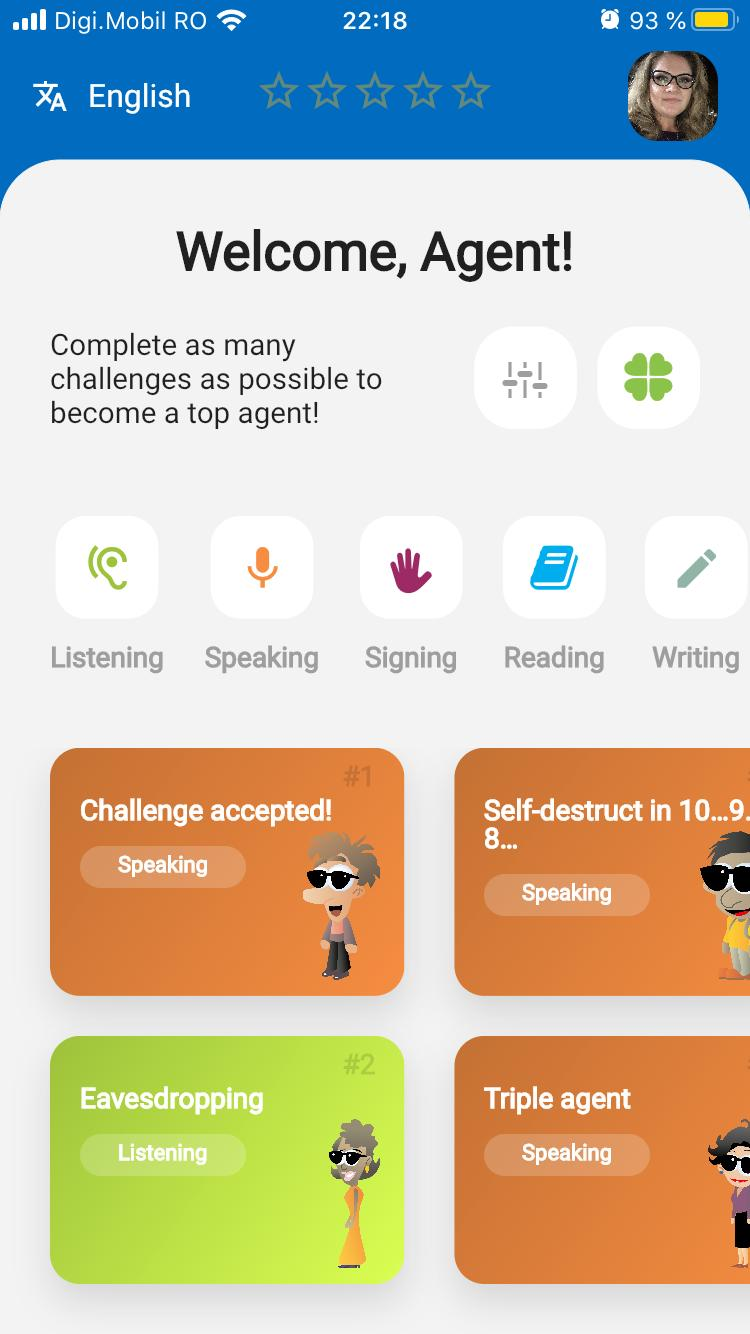 Digi.Mobil RO 22:18 93 %
English
Welcome, Agent!
Complete as many
challenges as possible to
become a top agent!
Listening Speaking Signing Reading Writing
#1
Challenge accepted!
Speaking
Self-destruct in 10...9.
8...
Speaking
#2
Eavesdropping
Listening
Triple agent
Speaking